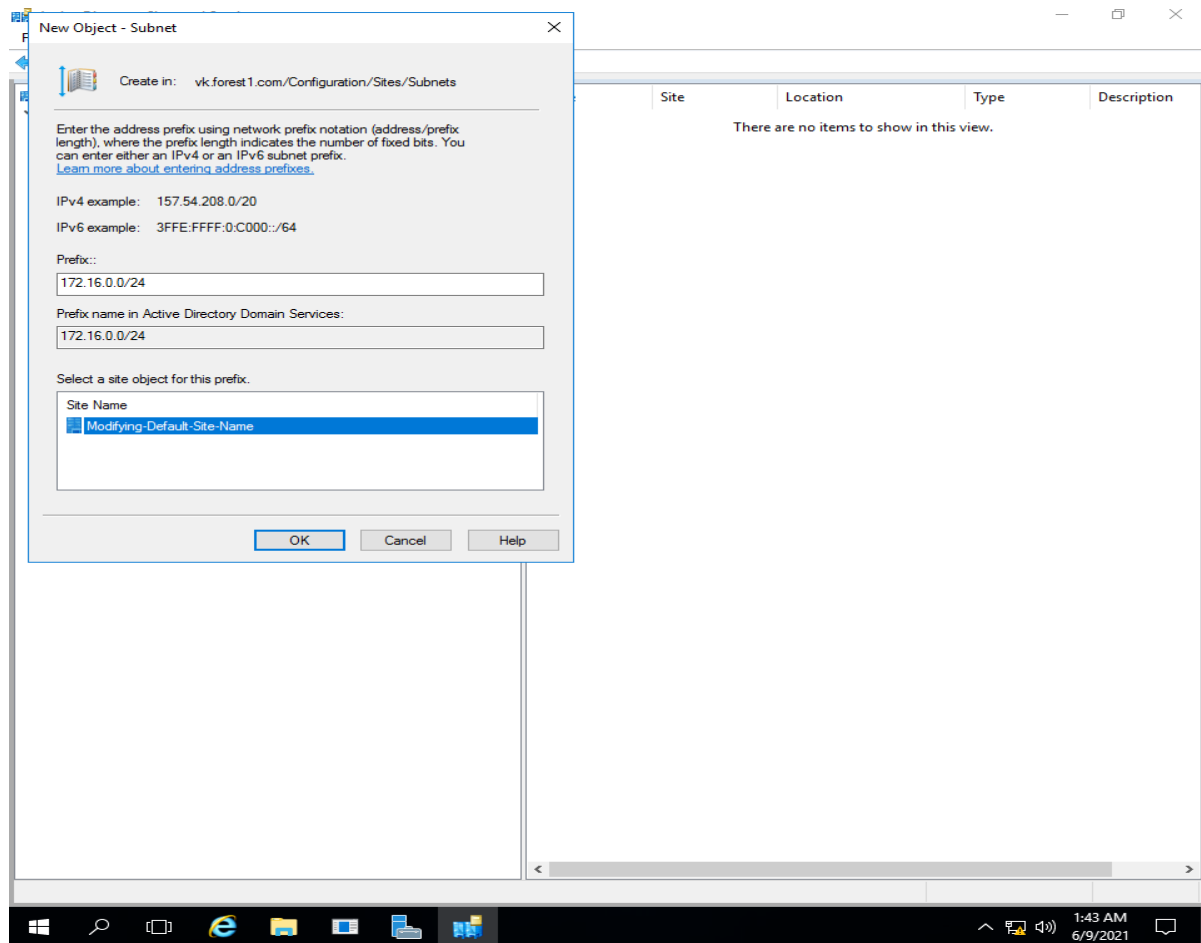 New Object - Subnet
Create in: vk.forest1.com/Configuration/Sites/Subnets
Enter the address prefix using network prefix notation (address/prefix
length), where the prefix length indicates the number of fixed bits. You
can enter either an IPv4 or an IPv6 subnet prefix.
Learn more about entering address prefixes.
IPv4 example: 157.54.208.0/20
IPv6 example: 3FFE:FFFF:0:C000::/64
Prefix::
172.16.0.0/24
Prefix name in Active Directory Domain Services:
172.16.0.0/24
Select a site object for this prefix.
Site Name
Modifying-Default-Site-Name
OK Cancel Help
Site Location Type Description
There are no items to show in this view.
1:43 AM
6/9/2021